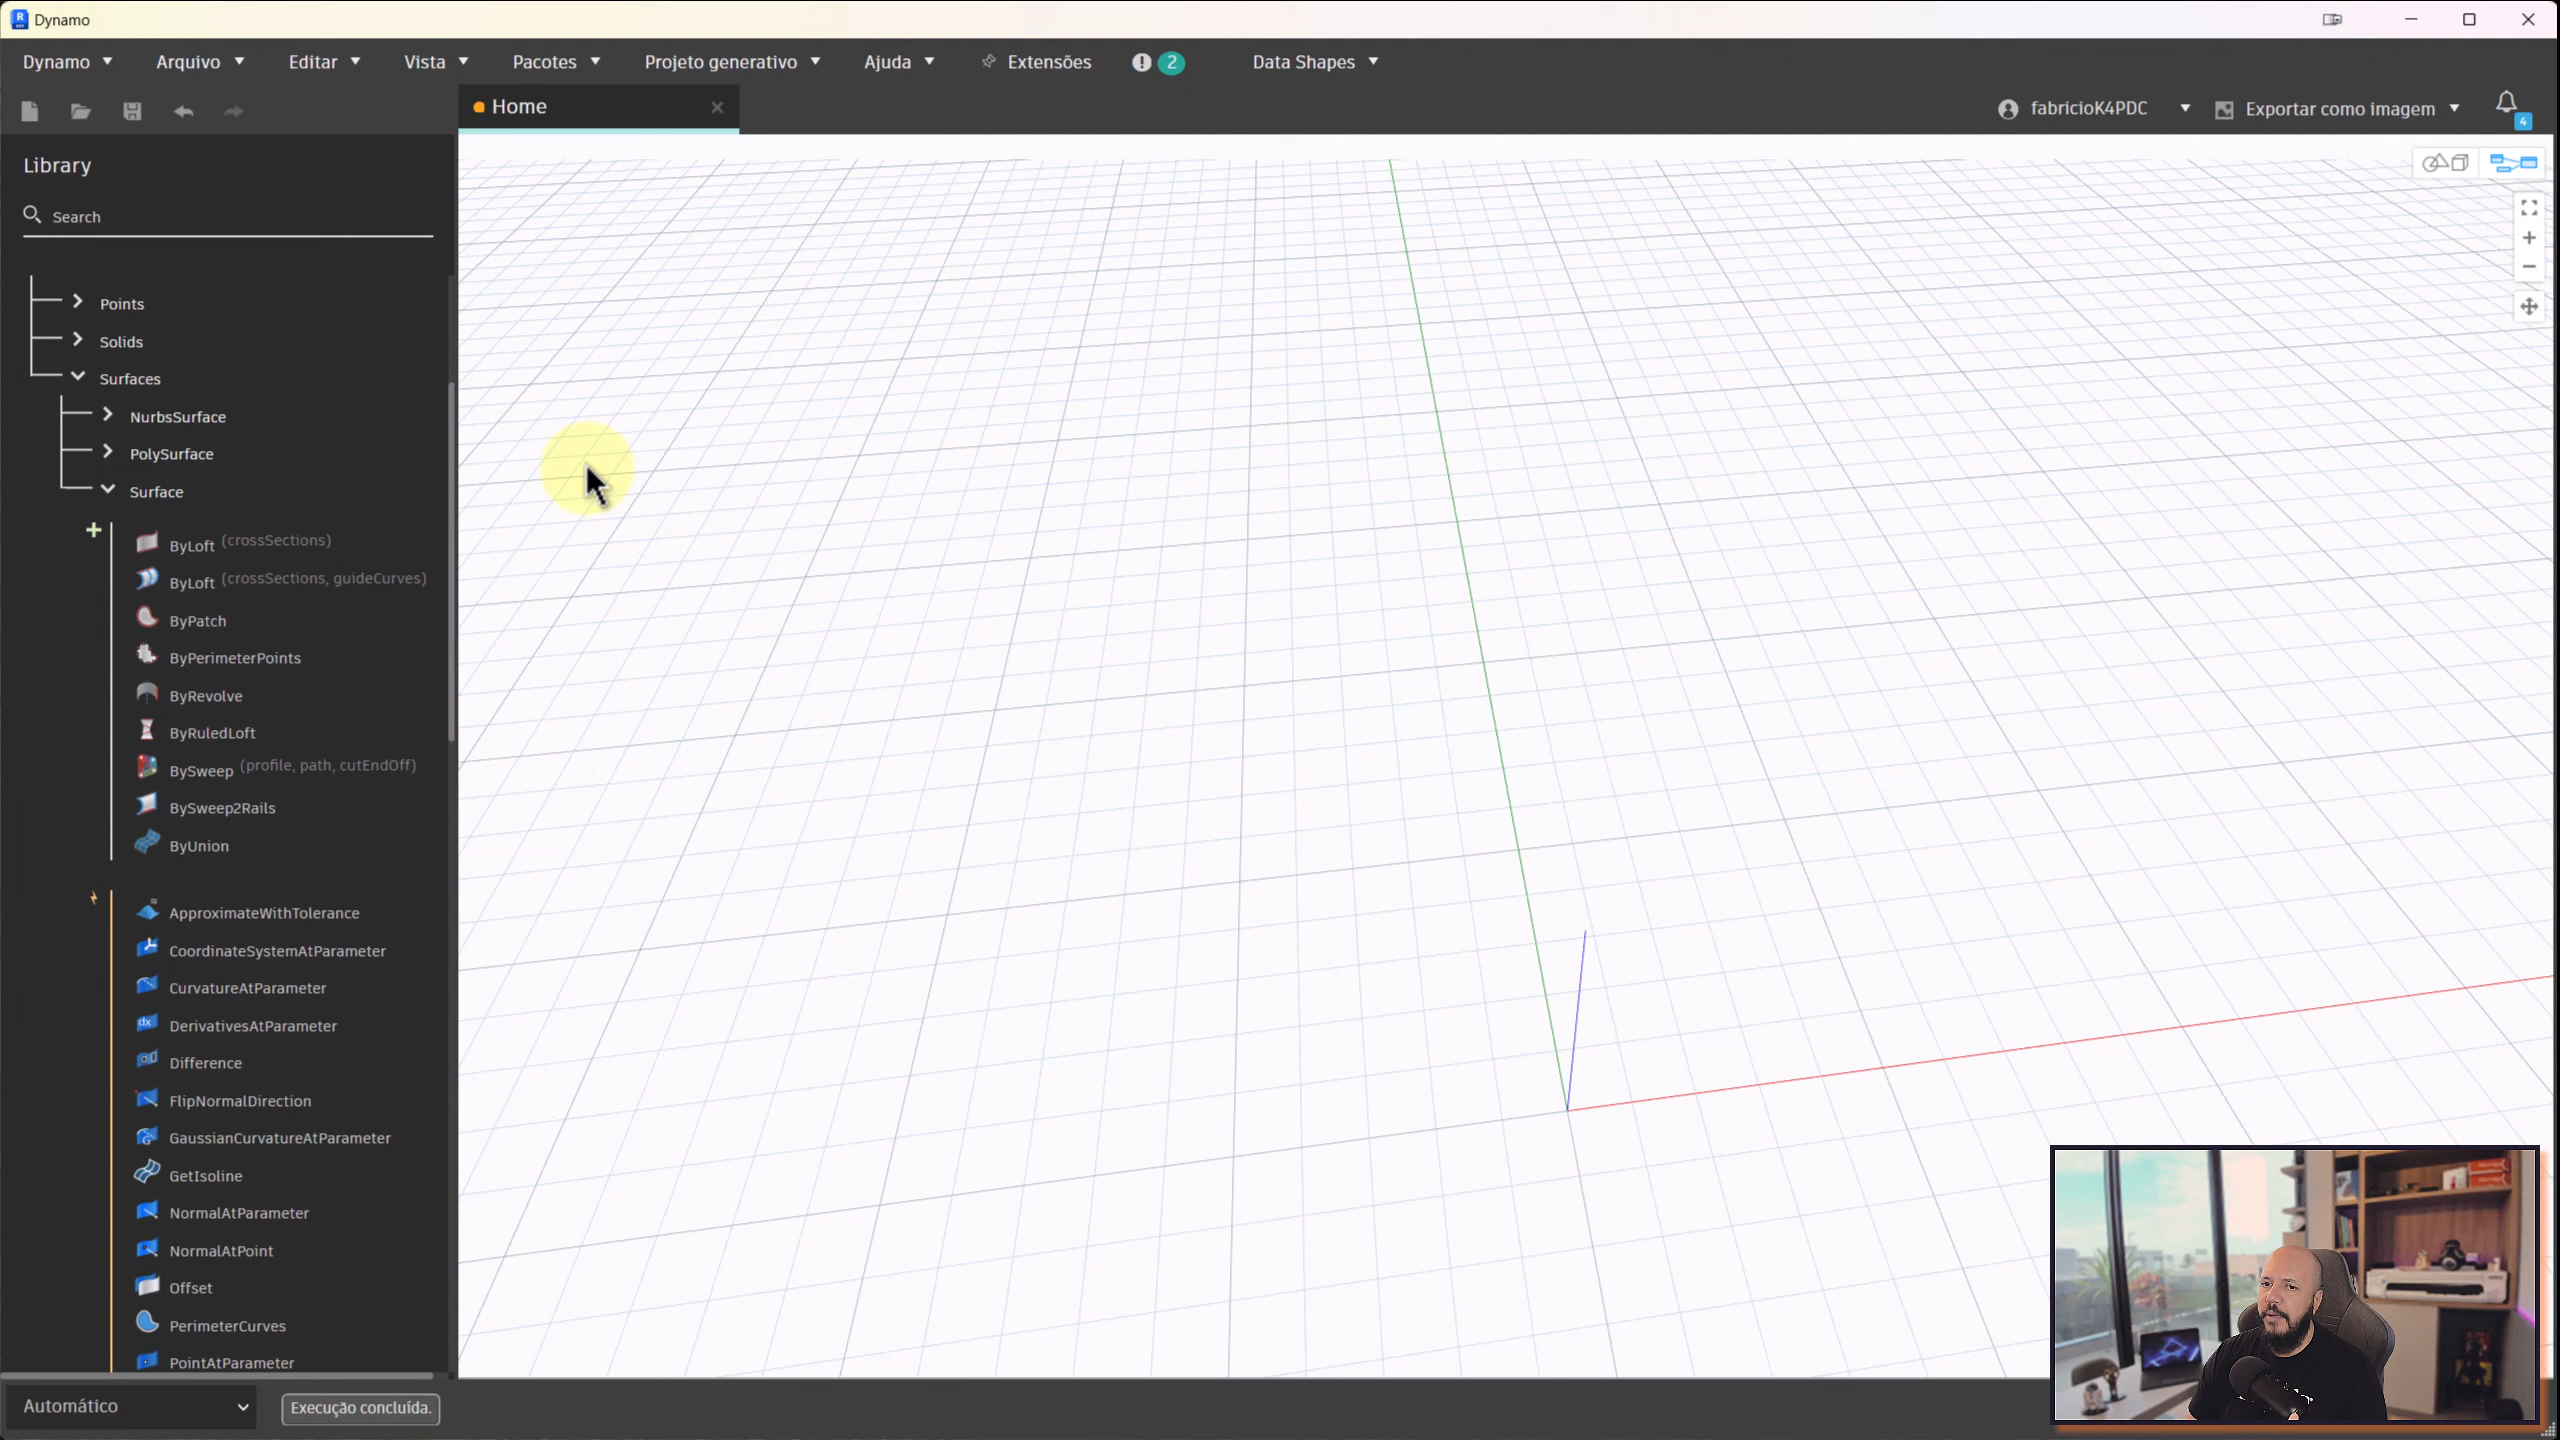 Dynamo
Dynamo Arquivo Editar Vista Pacotes Projeto generativo Ajuda Extensões 2 Data Shapes
Home
fabricioK4PDC Exportar como imagem 4
Library
Search
Points
Solids
Surfaces
NurbsSurface
PolySurface
Surface
ByLoft (crossSections)
ByLoft (crossSections, guideCurves)
ByPatch
ByPerimeterPoints
ByRevolve
ByRuledLoft
BySweep (profile, path, cutEndOff)
BySweep2Rails
ByUnion
ApproximateWithTolerance
CoordinateSystemAtParameter
CurvatureAtParameter
DerivativesAtParameter
Difference
FlipNormalDirection
GaussianCurvatureAtParameter
GetIsoline
NormalAtParameter
NormalAtPoint
Offset
PerimeterCurves
PointAtParameter
Automático Execução concluída.